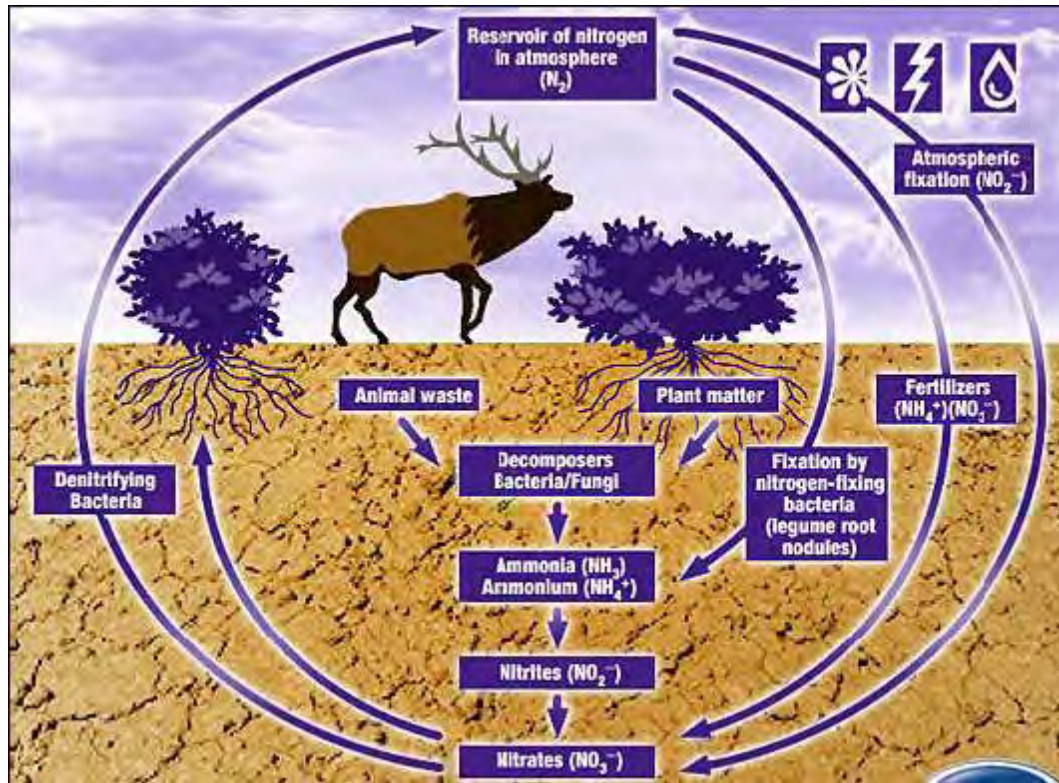 Reservoir of nitrogen
in atmosphere
(N₂)
Atmospheric
fixation (NO₂⁻)
Animal waste
Plant matter
Fertilizers
(NH₄⁺)(NO₃⁻)
Denitrifying
Bacteria
Decomposers
Bacteria/Fungi
Fixation by
nitrogen-fixing
bacteria
(legume root
nodules)
Ammonia (NH₃)
Ammonium (NH₄⁺)
Nitrites (NO₂⁻)
Nitrates (NO₃⁻)